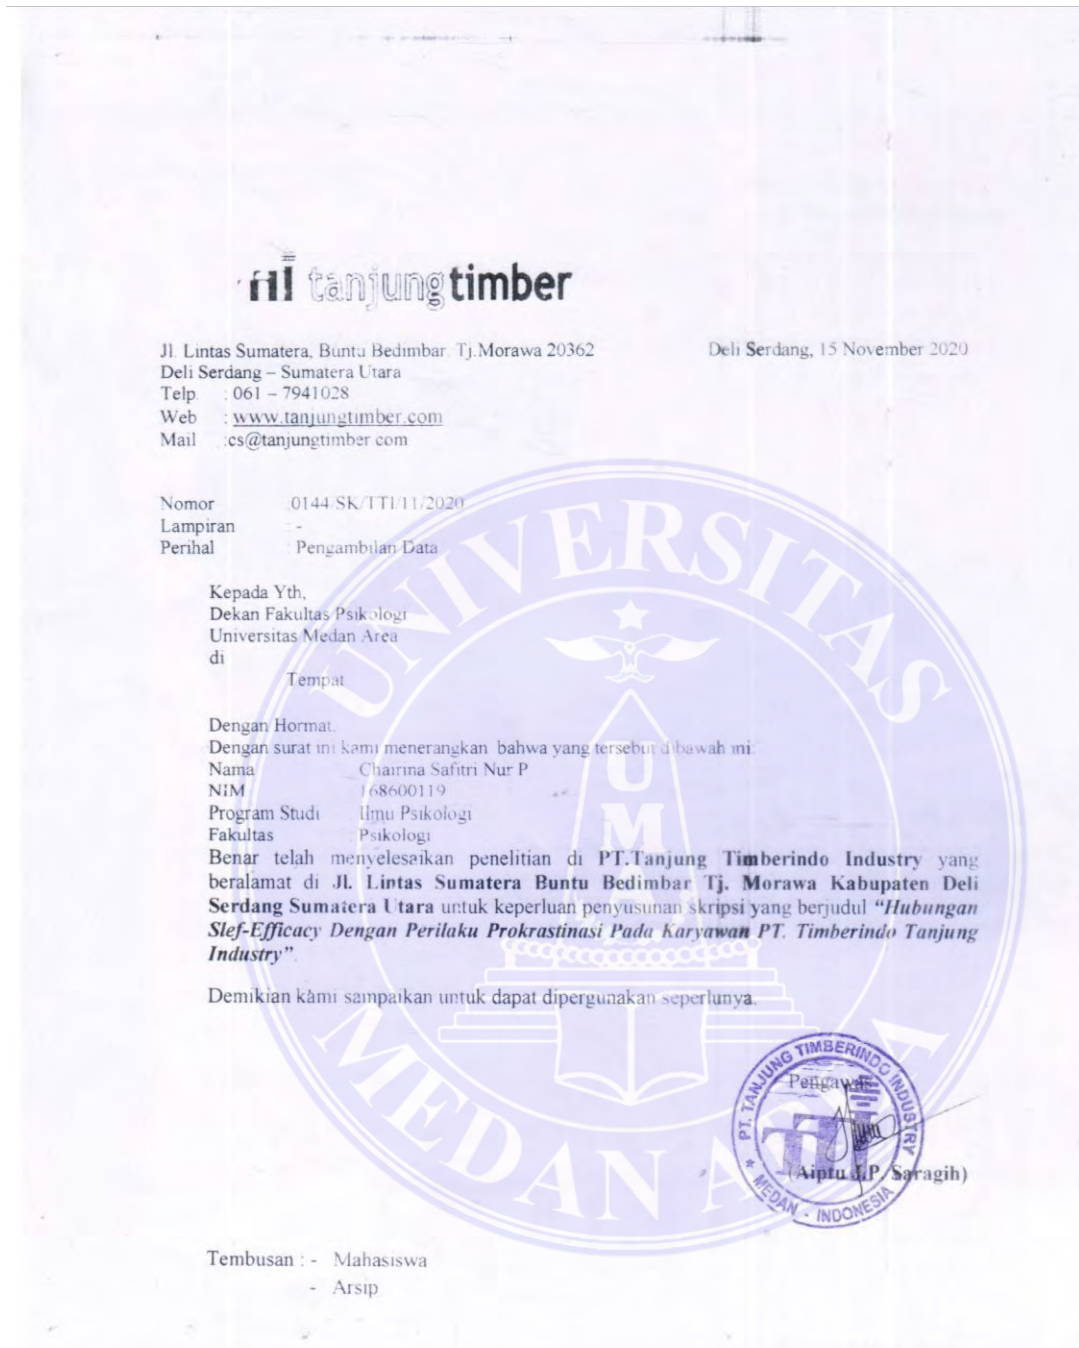 tanjungtimber
Jl. Lintas Sumatera, Buntu Bedimbar. Tj.Morawa 20362
Deli Serdang, 15 November 2020
Deli Serdang – Sumatera Utara
Telp. : 061 – 7941028
Web : www.tanjungtimber.com
Mail :cs@tanjungtimber.com
Nomor :0144/SK/TTI/11/2020
Lampiran : -
Perihal : Pengambilan Data
Kepada Yth,
Dekan Fakultas Psikologi
Universitas Medan Area
di
Tempat
Dengan Hormat,
Dengan surat ini kami menerangkan bahwa yang tersebut dibawah ini:
Nama : Chairina Safitri Nur P
NIM : 168600119
Program Studi : Ilmu Psikologi
Fakultas : Psikologi
Benar telah menyelesaikan penelitian di PT.Tanjung Timberindo Industry yang
beralamat di Jl. Lintas Sumatera Buntu Bedimbar Tj. Morawa Kabupaten Deli
Serdang Sumatera Utara untuk keperluan penyusunan skripsi yang berjudul “Hubungan
Slef-Efficacy Dengan Perilaku Prokrastinasi Pada Karyawan PT. Timberindo Tanjung
Industry”.
Demikian kami sampaikan untuk dapat dipergunakan seperlunya.
Pengawas
(Aiptu J.P. Saragih)
PT. TANJUNG TIMBERINDO INDUSTRY
MEDAN - INDONESIA
Tembusan : - Mahasiswa
- Arsip
UNIVERSITAS
MEDAN AREA
UMA